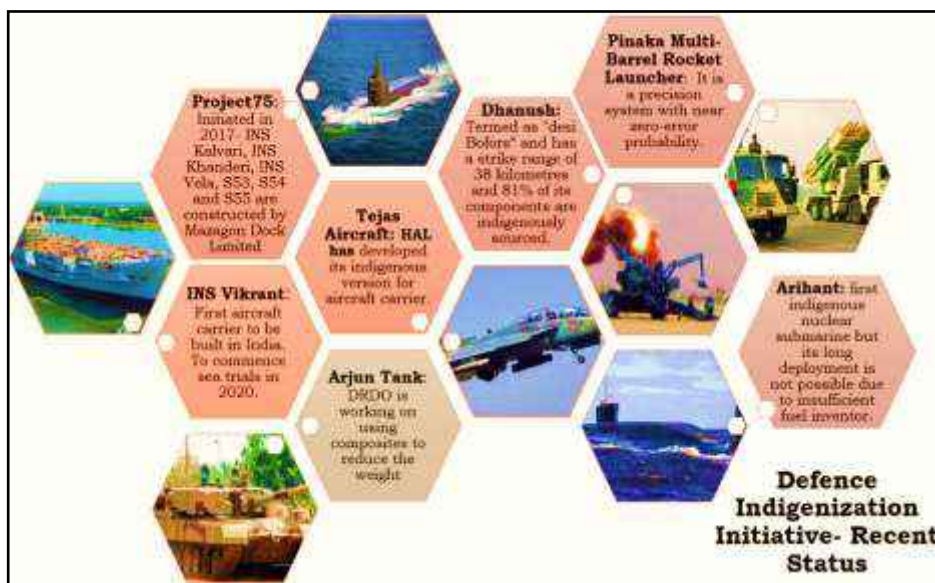 Project75:
Initiated in
2017- INS
Kalvari, INS
Khanderi, INS
Vela, S53, S54
and S55 are
constructed by
Mazagon Dock
Limited
Dhanush:
Termed as "desi
Bofors" and has
a strike range of
38 kilometres
and 81% of its
components are
indigenously
sourced.
Pinaka Multi-
Barrel Rocket
Launcher: It is
a precision
system with near
zero-error
probability.
INS Vikrant:
First aircraft
carrier to be
built in India.
To commence
sea trials in
2020.
Tejas
Aircraft: HAL
has developed
its indigenous
version for
aircraft carrier
Arjun Tank:
DRDO is
working on
using
composites to
reduce the
weight
Arihant: first
indigenous
nuclear
submarine but
its long
deployment is
not possible due
to insufficient
fuel inventor.
Defence
Indigenization
Initiative- Recent
Status